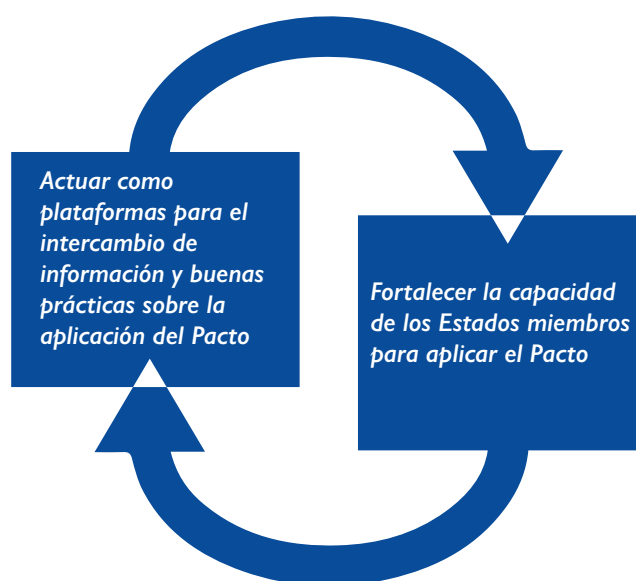 Actuar como
plataformas para el
intercambio de
información y buenas
prácticas sobre la
aplicación del Pacto
Fortalecer la capacidad
de los Estados miembros
para aplicar el Pacto